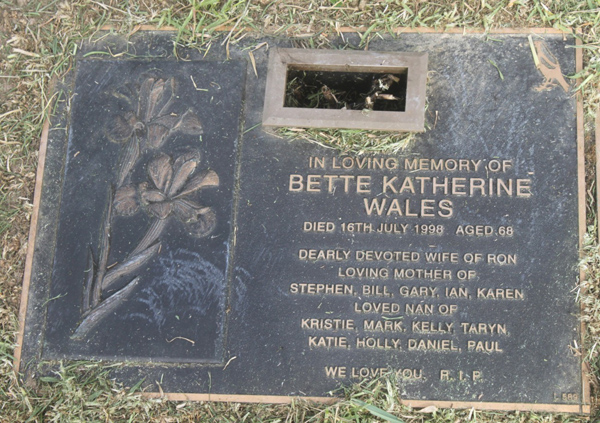 IN LOVING MEMORY OF
BETTE KATHERINE
WALES
DIED 16TH JULY 1998 AGED 68
DEARLY DEVOTED WIFE OF RON
LOVING MOTHER OF
STEPHEN, BILL, GARY, IAN, KAREN
LOVED NAN OF
KRISTIE, MARK, KELLY, TARYN,
KATIE, HOLLY, DANIEL, PAUL
WE LOVE YOU. R.I.P.